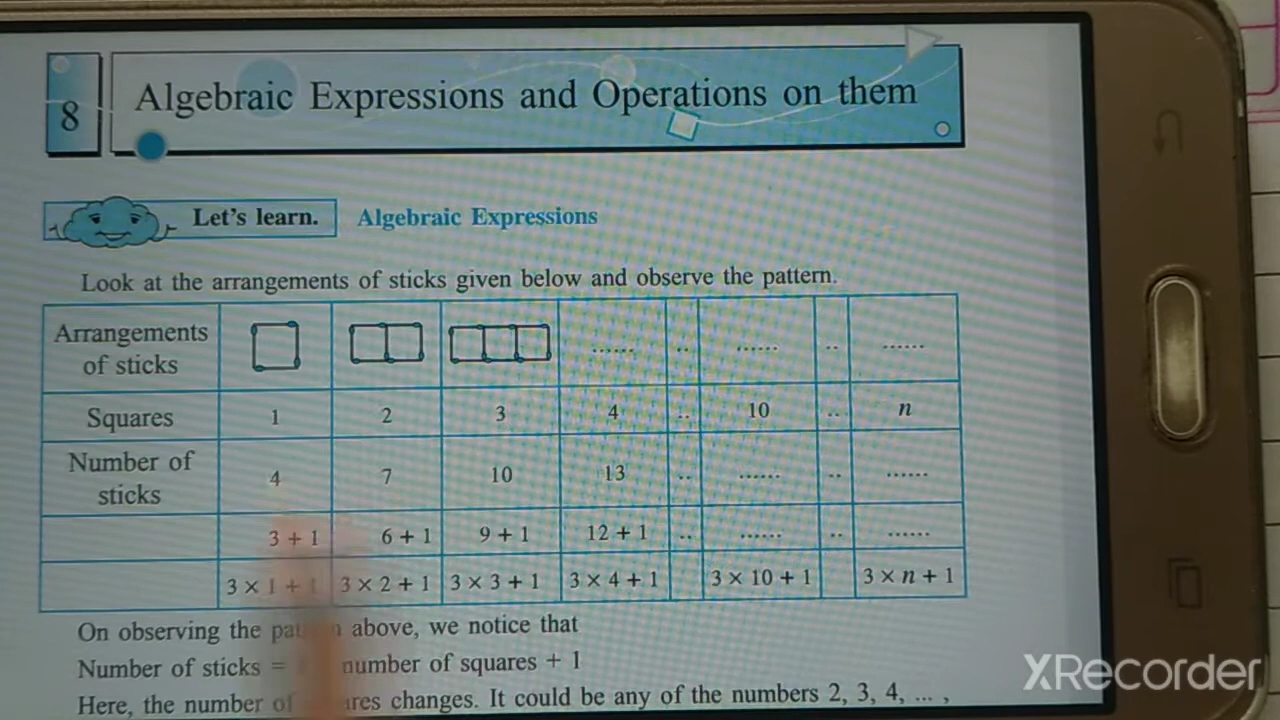 8
Algebraic Expressions and Operations on them
Let's learn. Algebraic Expressions
Look at the arrangements of sticks given below and observe the pattern.
Arrangements of sticks ...... .. ...... .. ......
Squares 1 2 3 4 .. 10 .. n
Number of sticks 4 7 10 13 .. ...... .. ......
3 + 1 6 + 1 9 + 1 12 + 1 .. ...... .. ......
3 × 1 + 1 3 × 2 + 1 3 × 3 + 1 3 × 4 + 1 3 × 10 + 1 3 × n + 1
On observing the above, we notice that
Number of sticks = number of squares + 1
Here, the number of changes. It could be any of the numbers 2, 3, 4, ... ,
XRecorder